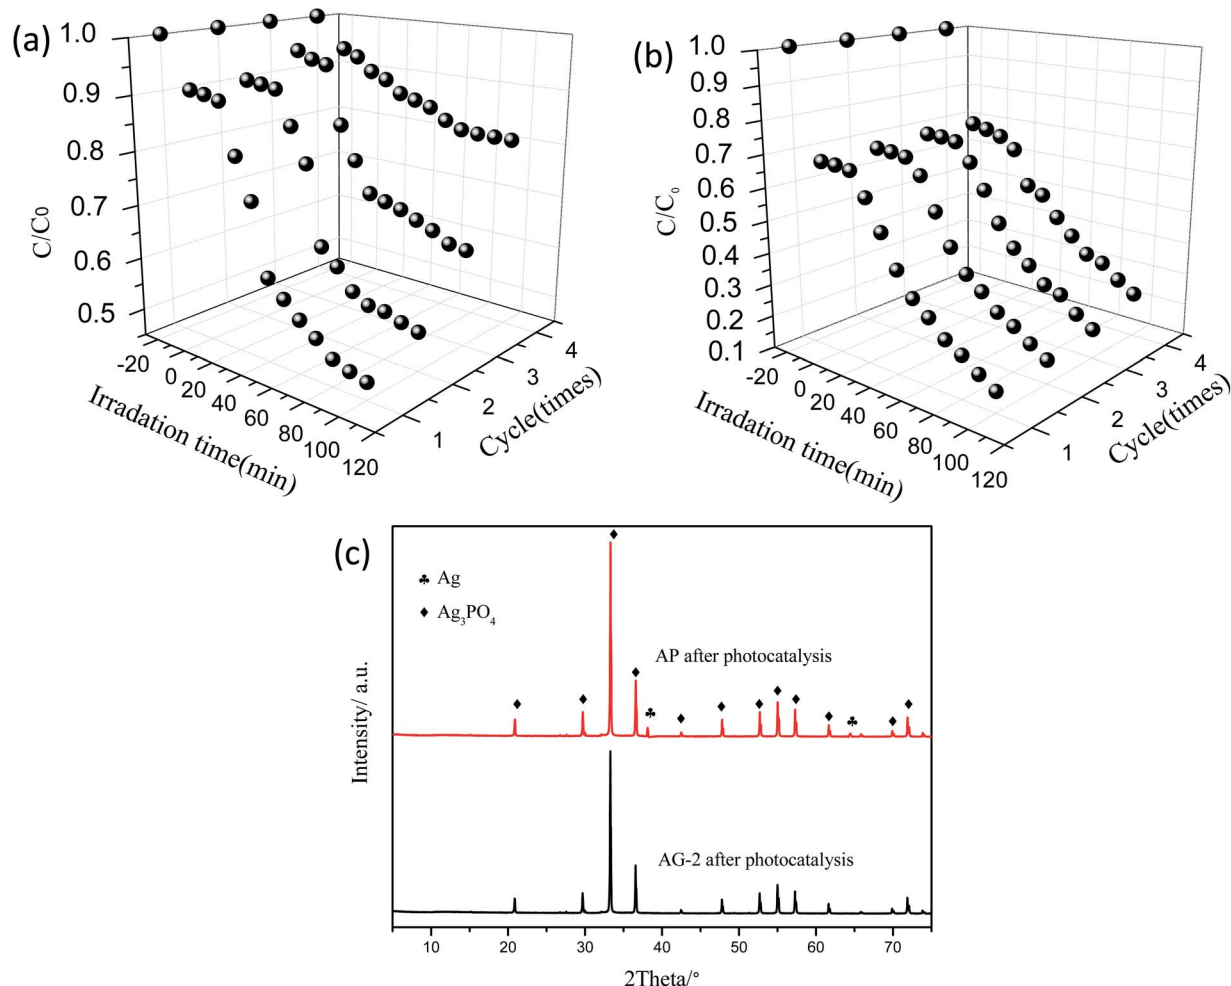 (a)
1.0
0.9
0.8
0.7
0.6
0.5
C/C0
-20
0
20
40
60
80
100
120
Irradation time(min)
1
2
3
4
Cycle(times)
(b)
1.0
0.9
0.8
0.7
0.6
0.5
0.4
0.3
0.2
0.1
C/C₀
-20
0
20
40
60
80
100
120
Irradation time(min)
1
2
3
4
Cycle(times)
(c)
♣ Ag
♦ Ag₃PO₄
AP after photocatalysis
AG-2 after photocatalysis
Intensity/ a.u.
10 20 30 40 50 60 70
2Theta/°